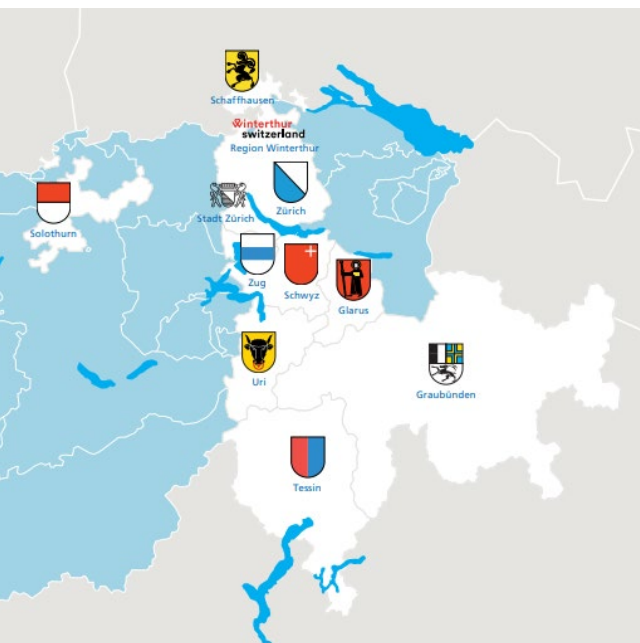 Schaffhausen
Winterthur
switzerland
Region Winterthur
Zürich
Stadt Zürich
Solothurn
Zug
Schwyz
Glarus
Uri
Graubünden
Tessin